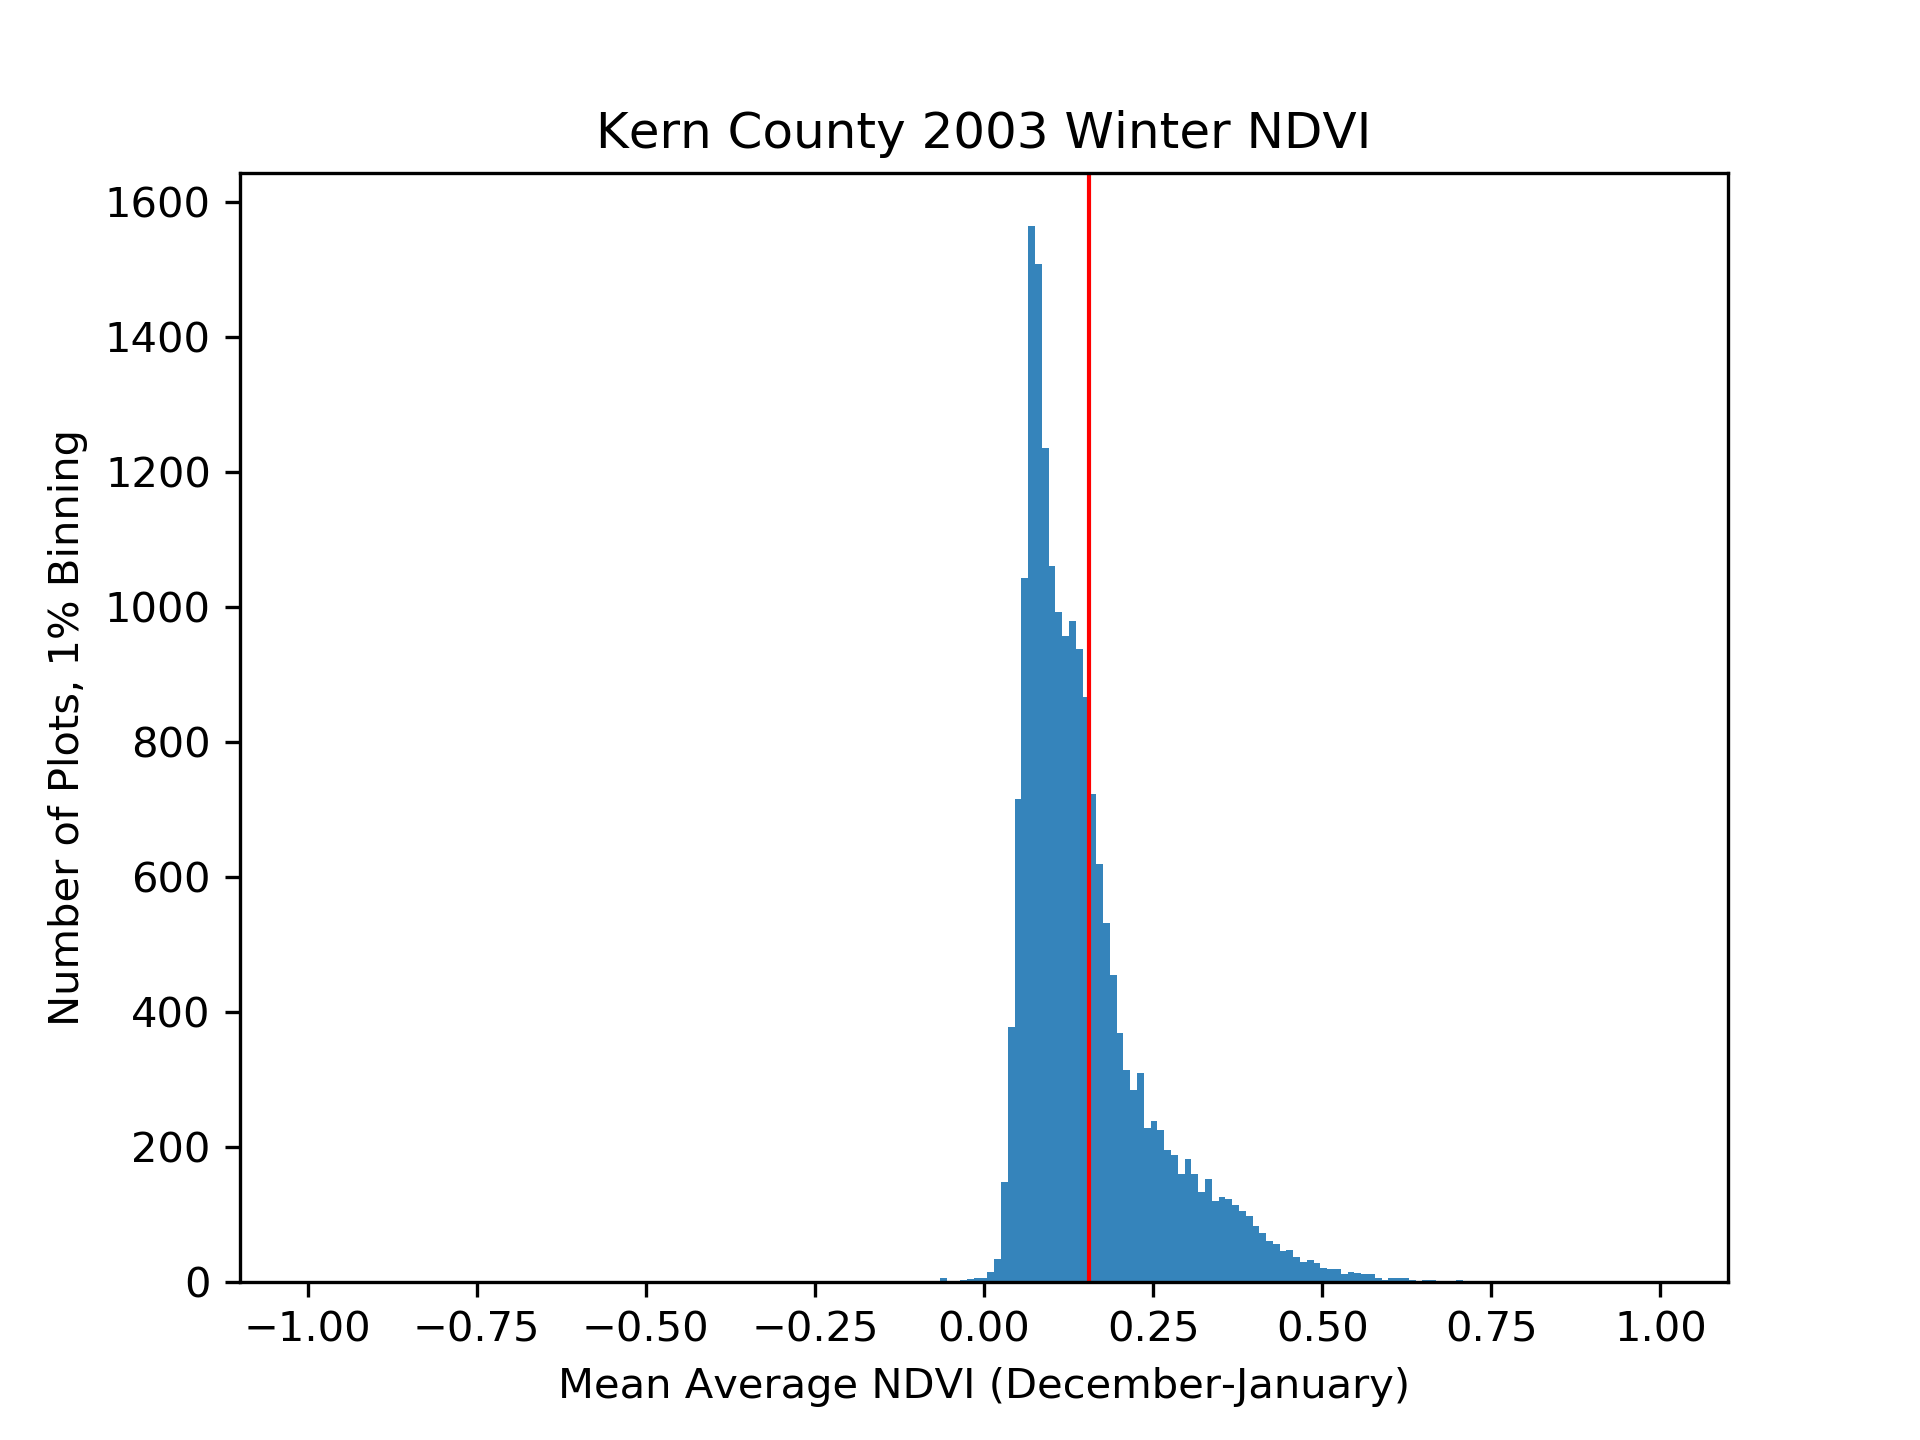 Kern County 2003 Winter NDVI
1600
1400
1200
1000
800
600
400
200
0
Number of Plots, 1% Binning
−1.00 −0.75 −0.50 −0.25 0.00 0.25 0.50 0.75 1.00
Mean Average NDVI (December-January)